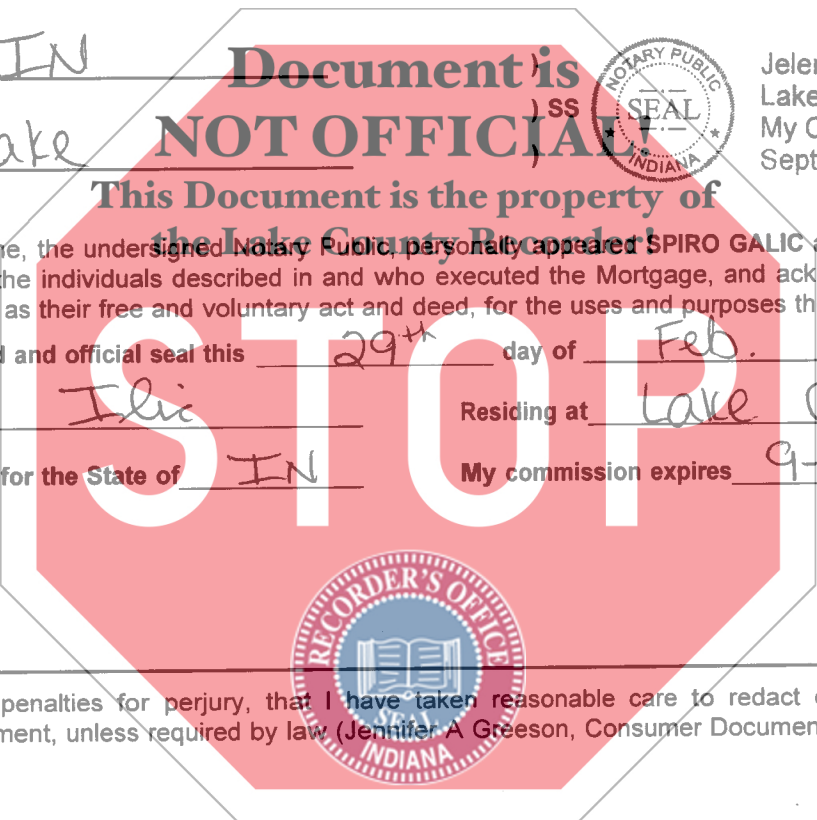 IN
Document is
)
NOTARY PUBLIC
SEAL
INDIANA
Jelen
ake
NOT OFFICIAL!
) SS
)
Lake
My C
Sept
This Document is the property of
the Lake County Recorder!
ne, the undersigned Notary Public, personally appeared SPIRO GALIC a
the individuals described in and who executed the Mortgage, and ack
as their free and voluntary act and deed, for the uses and purposes th
d and official seal this 29th day of Feb.
STOP
Ilic Residing at Lake C
for the State of IN My commission expires 9-
RECORDER'S OFFICE
SEAL
INDIANA
penalties for perjury, that I have taken reasonable care to redact e
ment, unless required by law (Jennifer A Greeson, Consumer Documen